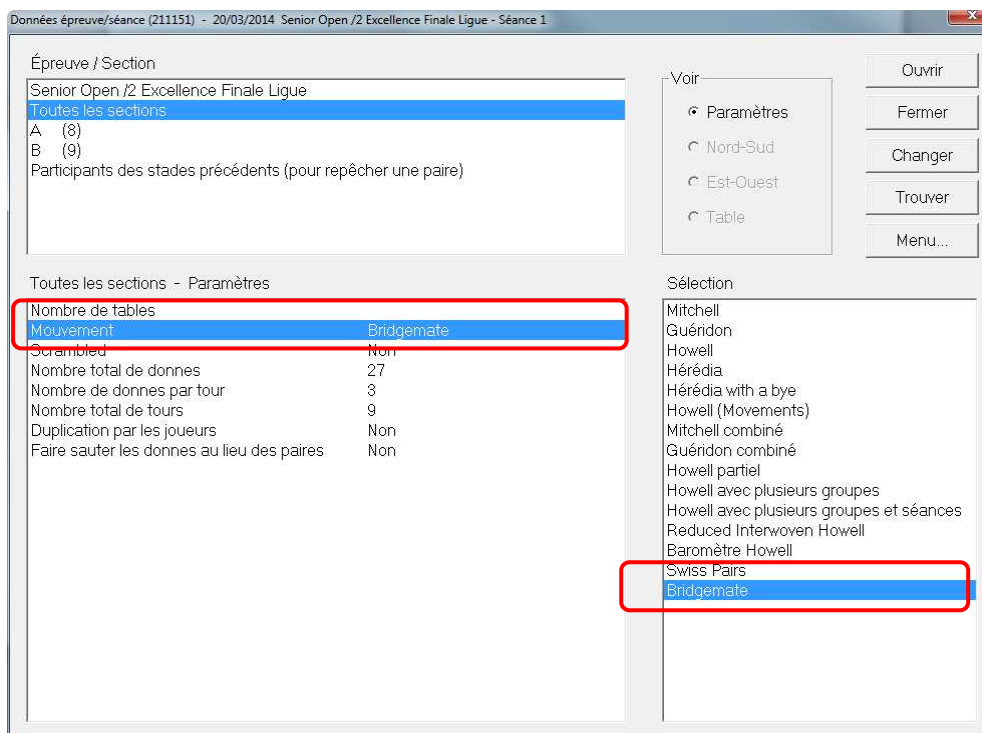 Données épreuve/séance (211151) - 20/03/2014 Senior Open /2 Excellence Finale Ligue - Séance 1
Épreuve / Section
Senior Open /2 Excellence Finale Ligue
Toutes les sections
A (8)
B (9)
Participants des stades précédents (pour repêcher une paire)
Voir
Paramètres
Nord-Sud
Est-Ouest
Table
Ouvrir
Fermer
Changer
Trouver
Menu...
Toutes les sections - Paramètres
Nombre de tables
Mouvement Bridgemate
Scrambled Non
Nombre total de donnes 27
Nombre de donnes par tour 3
Nombre total de tours 9
Duplication par les joueurs Non
Faire sauter les donnes au lieu des paires Non
Sélection
Mitchell
Guéridon
Howell
Hérédia
Hérédia with a bye
Howell (Movements)
Mitchell combiné
Guéridon combiné
Howell partiel
Howell avec plusieurs groupes
Howell avec plusieurs groupes et séances
Reduced Interwoven Howell
Baromètre Howell
Swiss Pairs
Bridgemate